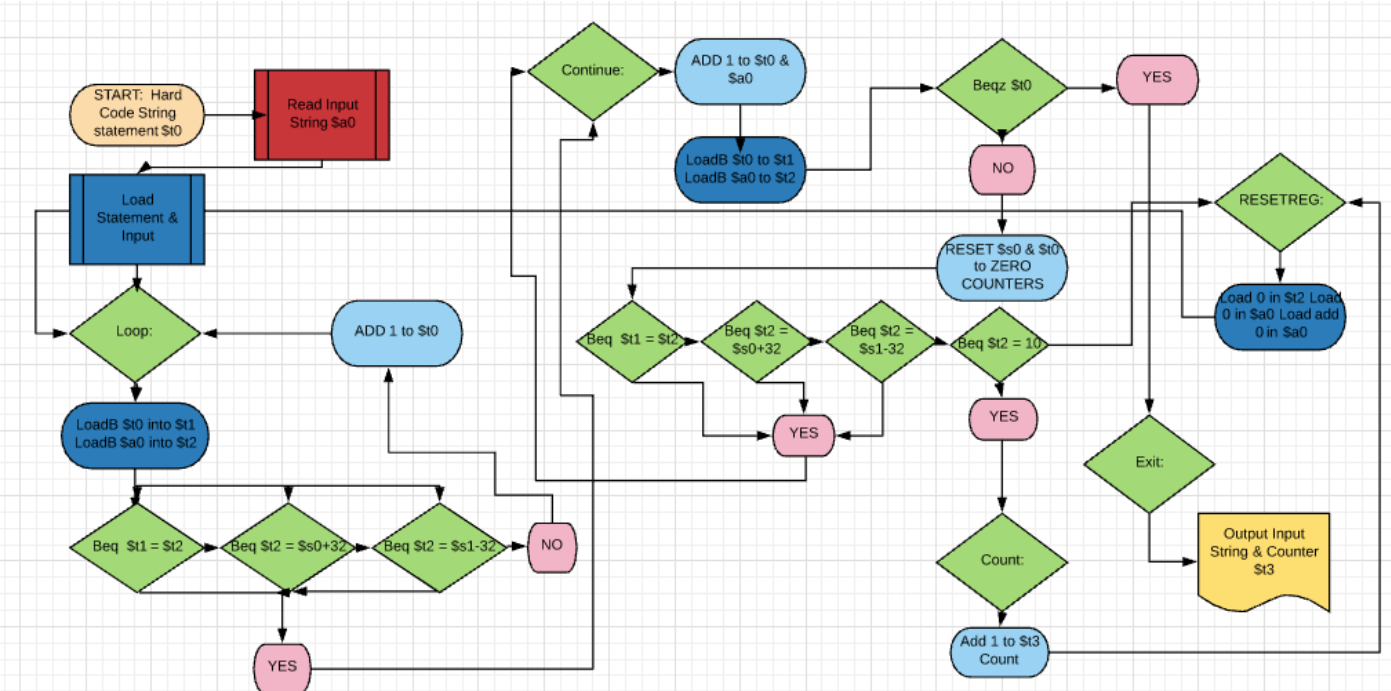 START: Hard
Code String
statement $t0
Read Input
String $a0
Load
Statement &
Input
Loop:
ADD 1 to $t0
LoadB $t0 into $t1
LoadB $a0 into $t2
Beq $t1 = $t2
Beq $t2 = $s0+32
Beq $t2 = $s1-32
NO
YES
Continue:
ADD 1 to $t0 &
$a0
LoadB $t0 to $t1
LoadB $a0 to $t2
Beqz $t0
YES
NO
RESET $s0 & $t0
to ZERO
COUNTERS
Beq $t1 = $t2
Beq $t2 =
$s0+32
Beq $t2 =
$s1-32
Beq $t2 = 10
YES
YES
Count:
Add 1 to $t3
Count
RESETREG:
Load 0 in $t2 Load
0 in $a0 Load add
0 in $a0
Exit:
Output Input
String & Counter
$t3